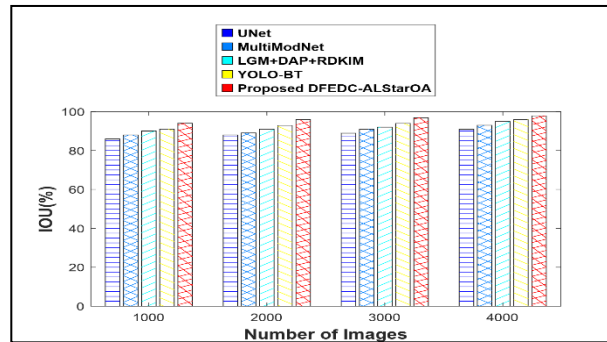 UNet
MultiModNet
LGM+DAP+RDKIM
YOLO-BT
Proposed DFEDC-ALStarOA
100
80
60
40
20
0
IOU(%)
1000 2000 3000 4000
Number of Images